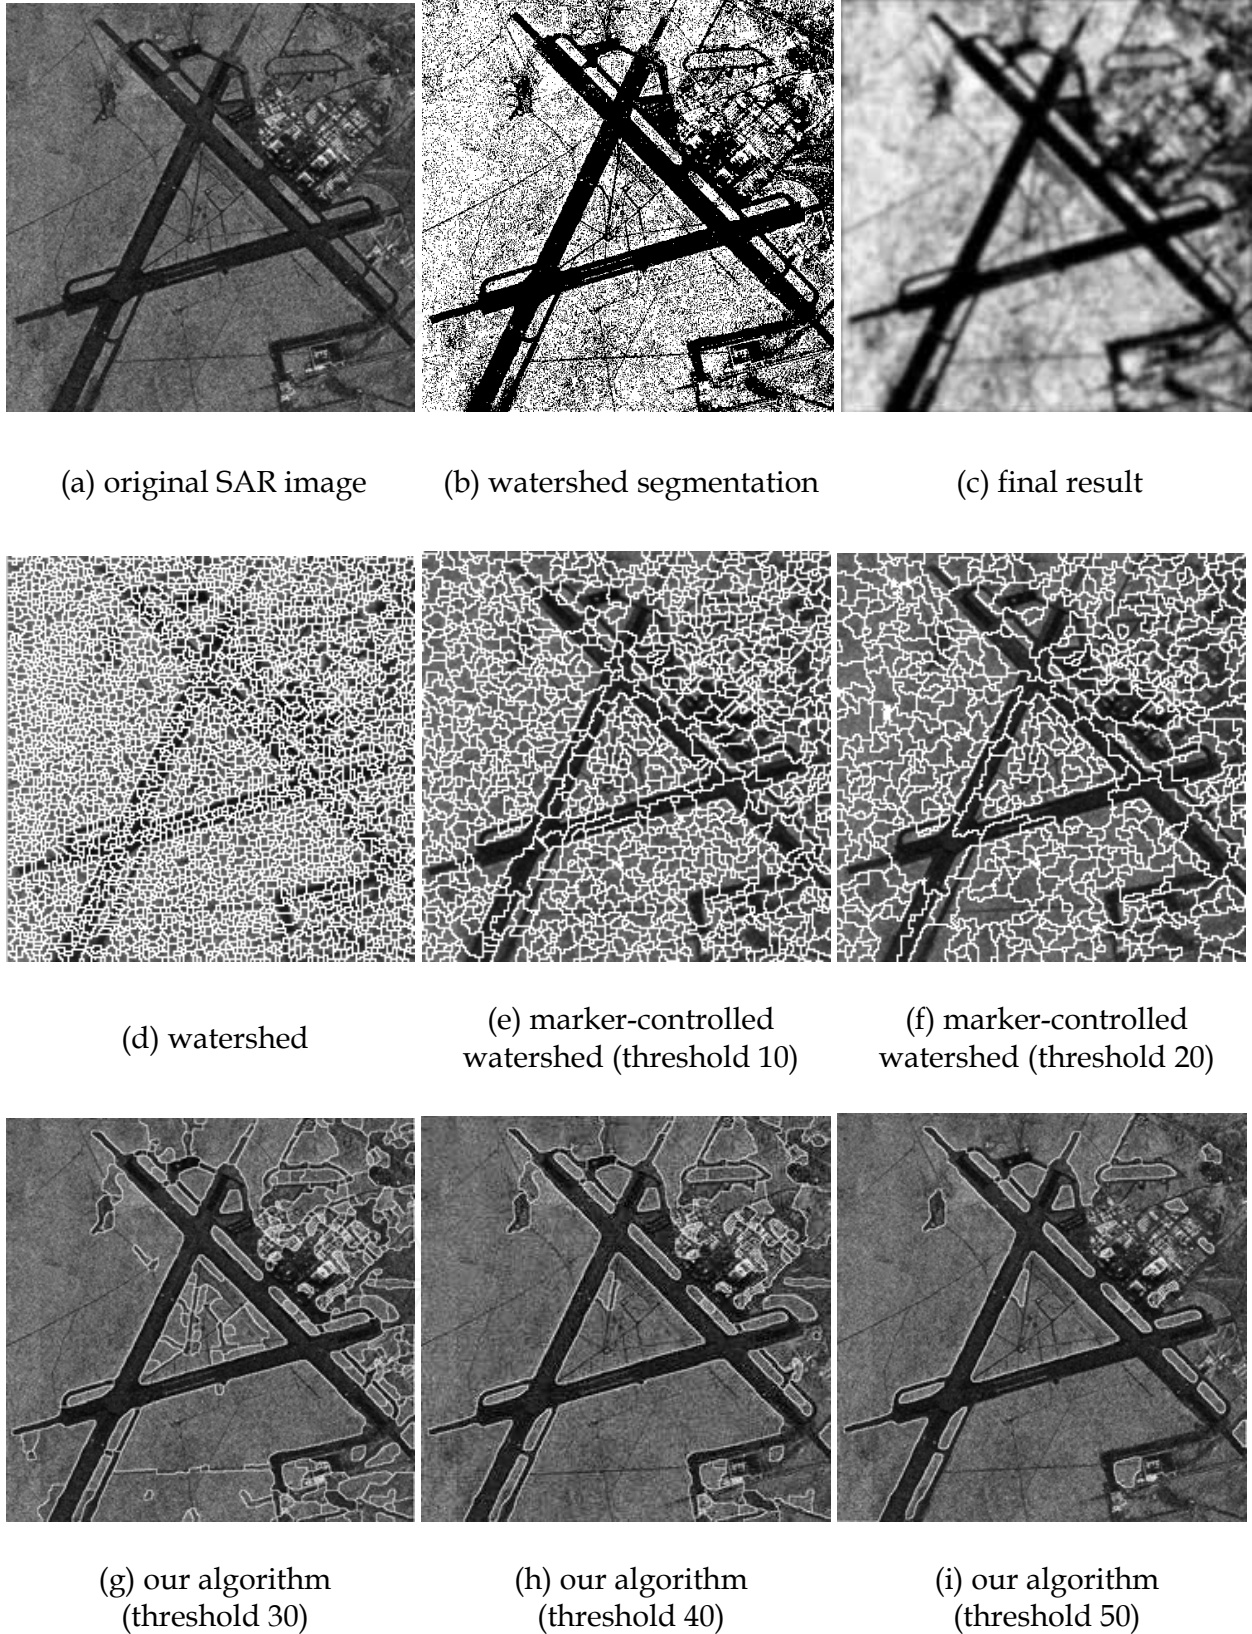 (a) original SAR image
(b) watershed segmentation
(c) final result
(d) watershed
(e) marker-controlled
watershed (threshold 10)
(f) marker-controlled
watershed (threshold 20)
(g) our algorithm
(threshold 30)
(h) our algorithm
(threshold 40)
(i) our algorithm
(threshold 50)